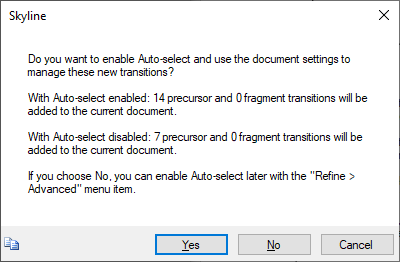 Skyline
Do you want to enable Auto-select and use the document settings to
manage these new transitions?
With Auto-select enabled: 14 precursor and 0 fragment transitions will be
added to the current document.
With Auto-select disabled: 7 precursor and 0 fragment transitions will be
added to the current document.
If you choose No, you can enable Auto-select later with the "Refine >
Advanced" menu item.
Yes
No
Cancel